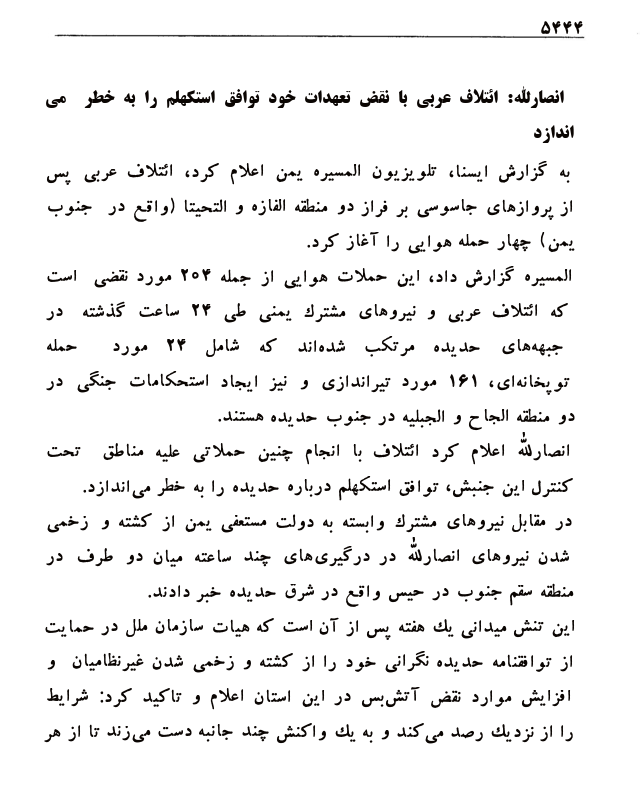 ۵۴۴۴
انصارلله: ائتلاف عربی با نقض تعهدات خود توافق استکهلم را به خطر می
اندازد
به گزارش ایسنا، تلویزیون المسیره یمن اعلام کرد، ائتلاف عربی پس
از پروازهای جاسوسی بر فراز دو منطقه الفازه و التحیتا (واقع در جنوب
یمن) چهار حمله هوایی را آغاز کرد.
المسیره گزارش داد، این حملات هوایی از جمله ۲۰۴ مورد نقضی است
که ائتلاف عربی و نیروهای مشترك یمنی طی ۲۴ ساعت گذشته در
جبهه‌های حدیده مرتکب شده‌اند که شامل ۲۴ مورد حمله
توپخانه‌ای، ۱۶۱ مورد تیراندازی و نیز ایجاد استحکامات جنگی در
دو منطقه الجاح و الجبلیه در جنوب حدیده هستند.
انصارلله اعلام کرد ائتلاف با انجام چنین حملاتی علیه مناطق تحت
کنترل این جنبش، توافق استکهلم درباره حدیده را به خطر می‌اندازد.
در مقابل نیروهای مشترك وابسته به دولت مستعفی یمن از کشته و زخمی
شدن نیروهای انصارلله در درگیری‌های چند ساعته میان دو طرف در
منطقه سقم جنوب در حیس واقع در شرق حدیده خبر دادند.
این تنش میدانی یك هفته پس از آن است که هیات سازمان ملل در حمایت
از توافقنامه حدیده نگرانی خود را از کشته و زخمی شدن غیرنظامیان و
افزایش موارد نقض آتش‌بس در این استان اعلام و تاکید کرد: شرایط
را از نزدیك رصد می‌کند و به یك واکنش چند جانبه دست می‌زند تا از هر